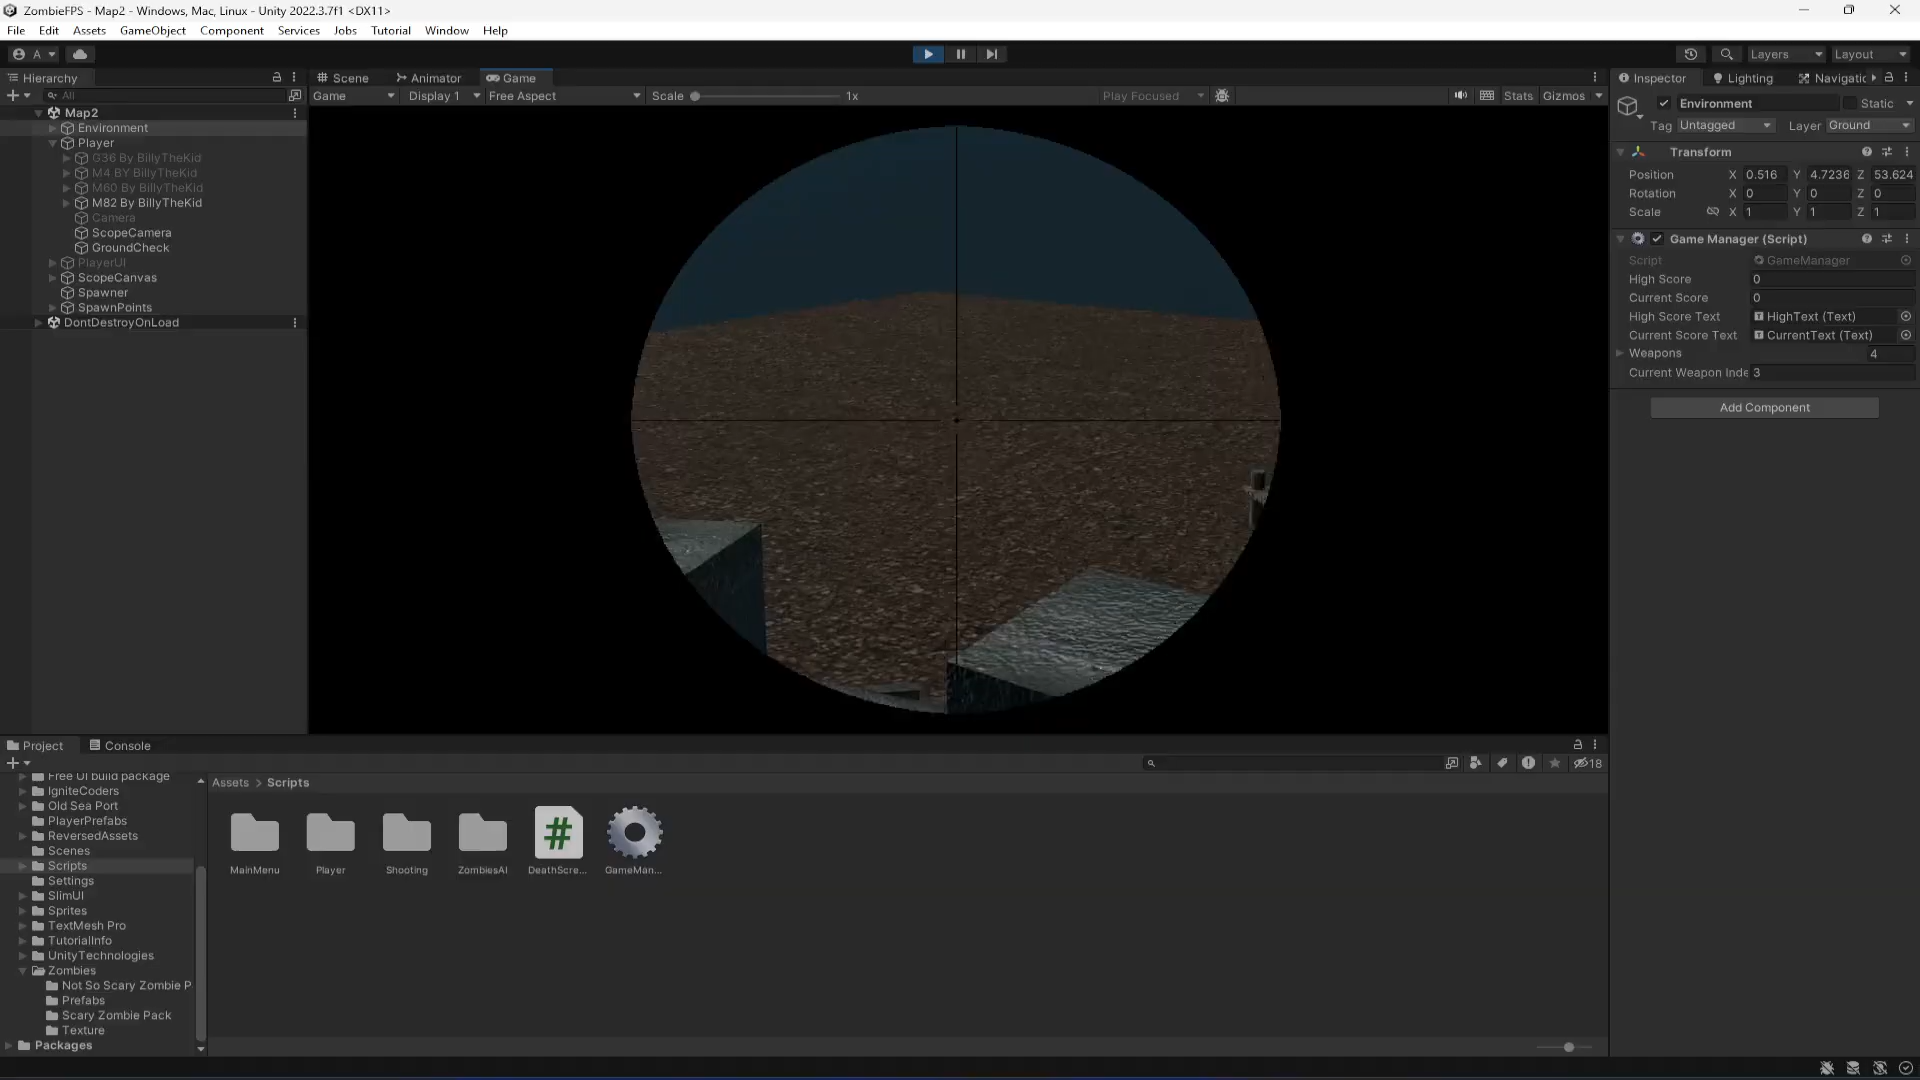 ZombieFPS - Map2 - Windows, Mac, Linux - Unity 2022.3.7f1 <DX11>
File Edit Assets GameObject Component Services Jobs Tutorial Window Help
A Layers Layout
Hierarchy Scene Animator Game Inspector Lighting Navigatic
All Game Display 1 Free Aspect Scale 1x Play Focused Stats Gizmos
Environment Static
Tag Untagged Layer Ground
Map2
Environment
Player
G36 By BillyTheKid
M4 BY BillyTheKid
M60 By BillyTheKid
M82 By BillyTheKid
Camera
ScopeCamera
GroundCheck
PlayerUI
ScopeCanvas
Spawner
SpawnPoints
DontDestroyOnLoad
Transform
Position X 0.516 Y 4.7236 Z 53.624
Rotation X 0 Y 0 Z 0
Scale X 1 Y 1 Z 1
Game Manager (Script)
Script GameManager
High Score 0
Current Score 0
High Score Text HighText (Text)
Current Score Text CurrentText (Text)
Weapons 4
Current Weapon Inde 3
Add Component
Project Console
18
Free UI build package
IgniteCoders
Old Sea Port
PlayerPrefabs
ReversedAssets
Scenes
Scripts
Settings
SlimUI
Sprites
TextMesh Pro
TutorialInfo
UnityTechnologies
Zombies
Not So Scary Zombie P
Prefabs
Scary Zombie Pack
Texture
Packages
Assets > Scripts
MainMenu Player Shooting ZombiesAI DeathScre... GameMan...